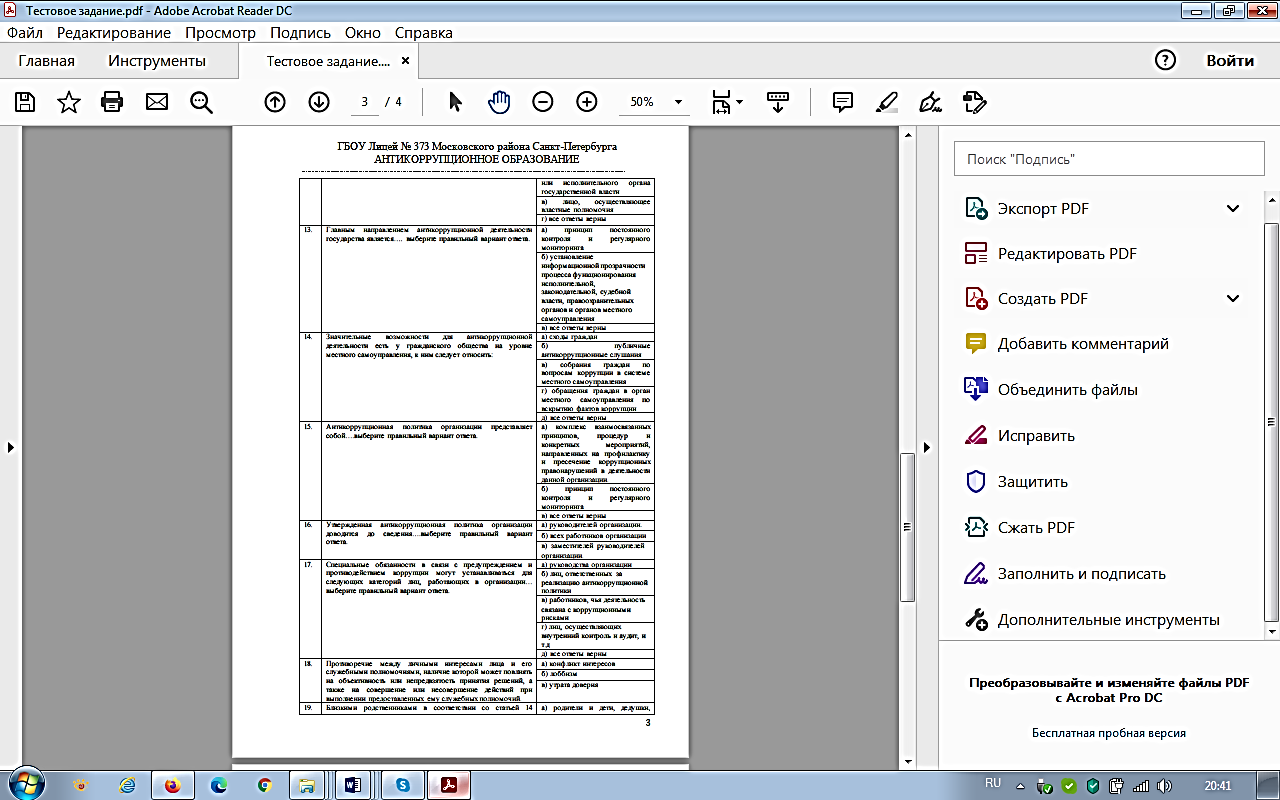 Тестовое задание.pdf - Adobe Acrobat Reader DC
Файл Редактирование Просмотр Подпись Окно Справка
Главная Инструменты Тестовое задание.... × ? Войти
3 / 4 50%
ГБОУ Лицей № 373 Московского района Санкт-Петербурга
АНТИКОРРУПЦИОННОЕ ОБРАЗОВАНИЕ
или исполнительного органа
государственной власти
в) лицо, осуществляющее
властные полномочия
г) все ответы верны
13. Главным направлением антикоррупционной деятельности
государства является.... выберите правильный вариант ответа.
а) принцип постоянного
контроля и регулярного
мониторинга
б) установление
информационной прозрачности
процесса функционирования
исполнительной,
законодательной, судебной
власти, правоохранительных
органов и органов местного
самоуправления
в) все ответы верны
14. Значительные возможности для антикоррупционной
деятельности есть у гражданского общества на уровне
местного самоуправления, к ним следует относить:
а) сходы граждан
б) публичные
антикоррупционные слушания
в) собрания граждан по
вопросам коррупции в системе
местного самоуправления
г) обращения граждан в орган
местного самоуправления по
вскрытию фактов коррупции
д) все ответы верны
15. Антикоррупционная политика организации представляет
собой....выберите правильный вариант ответа.
а) комплекс взаимосвязанных
принципов, процедур и
конкретных мероприятий,
направленных на профилактику
и пресечение коррупционных
правонарушений в деятельности
данной организации.
б) принцип постоянного
контроля и регулярного
мониторинга
в) все ответы верны
16. Утвержденная антикоррупционная политика организации
доводится до сведения....выберите правильный вариант
ответа.
а) руководителей организации.
б) всех работников организации
в) заместителей руководителей
организации
17. Специальные обязанности в связи с предупреждением и
противодействием коррупции могут устанавливаться для
следующих категорий лиц, работающих в организации...
выберите правильный вариант ответа.
а) руководства организации
б) лиц, ответственных за
реализацию антикоррупционной
политики
в) работников, чья деятельность
связана с коррупционными
рисками
г) лиц, осуществляющих
внутренний контроль и аудит, и
т.д
д) все ответы верны
18. Противоречие между личными интересами лица и его
служебными полномочиями, наличие которой может повлиять
на объективность или непредвзятость принятия решений, а
также на совершение или несовершение действий при
выполнении предоставленных ему служебных полномочий.
а) конфликт интересов
б) лоббизм
в) утрата доверия
19. Близкими родственниками в соответствии со статьей 14
а) родители и дети, дедушки,
3
Поиск "Подпись"
Экспорт PDF
Редактировать PDF
Создать PDF
Добавить комментарий
Объединить файлы
Исправить
Защитить
Сжать PDF
Заполнить и подписать
Дополнительные инструменты
Преобразовывайте и изменяйте файлы PDF
с Acrobat Pro DC
Бесплатная пробная версия
RU 20:41